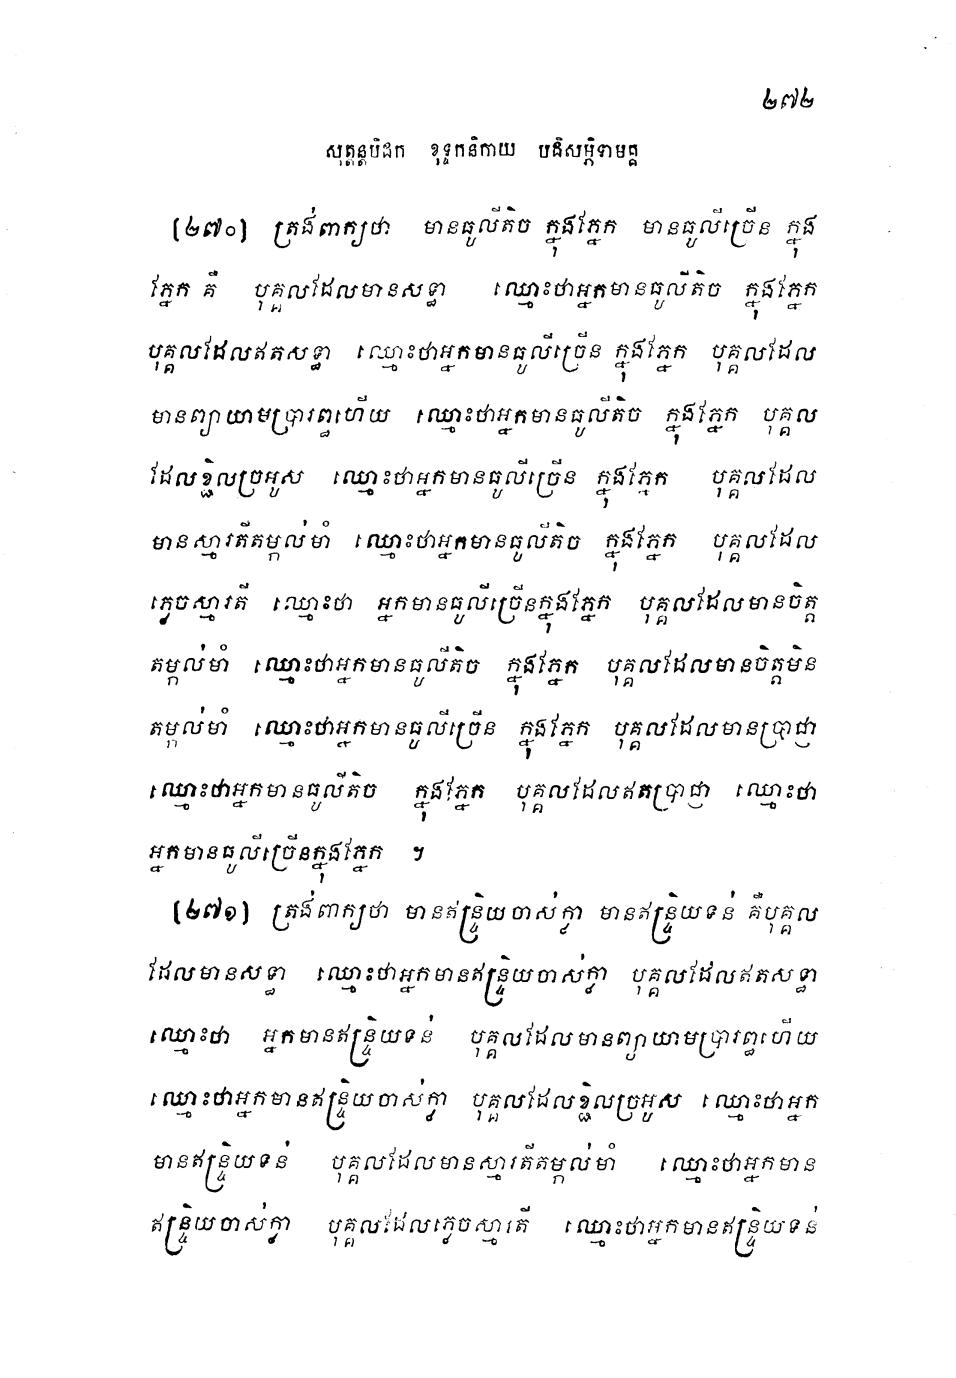 ២៧២
សុត្តន្តបិដក ខុទ្ទកនិកាយ បដិសម្ភិទាមគ្គ
[២៧០] ត្រង់ពាក្យថា មានធូលីតិច ក្នុងភ្នែក មានធូលីច្រើន ក្នុង
ភ្នែក គឺ បុគ្គលដែលមានសទ្ធា ឈ្មោះថាអ្នកមានធូលីតិច ក្នុងភ្នែក
បុគ្គលដែលឥតសទ្ធា ឈ្មោះថាអ្នកមានធូលីច្រើន ក្នុងភ្នែក បុគ្គលដែល
មានព្យាយាមប្រារព្ធហើយ ឈ្មោះថាអ្នកមានធូលីតិច ក្នុងភ្នែក បុគ្គល
ដែលខ្ជិលច្រអូស ឈ្មោះថាអ្នកមានធូលីច្រើន ក្នុងភ្នែក បុគ្គលដែល
មានស្មារតីតម្កល់មាំ ឈ្មោះថាអ្នកមានធូលីតិច ក្នុងភ្នែក បុគ្គលដែល
ភ្លេចស្មារតី ឈ្មោះថា អ្នកមានធូលីច្រើនក្នុងភ្នែក បុគ្គលដែលមានចិត្ត
តម្កល់មាំ ឈ្មោះថាអ្នកមានធូលីតិច ក្នុងភ្នែក បុគ្គលដែលមានចិត្តមិន
តម្កល់មាំ ឈ្មោះថាអ្នកមានធូលីច្រើន ក្នុងភ្នែក បុគ្គលដែលមានប្រាជ្ញា
ឈ្មោះថាអ្នកមានធូលីតិច ក្នុងភ្នែក បុគ្គលដែលឥតប្រាជ្ញា ឈ្មោះថា
អ្នកមានធូលីច្រើនក្នុងភ្នែក ។
[២៧១] ត្រង់ពាក្យថា មានឥន្ទ្រិយចាស់ក្លា មានឥន្ទ្រិយទន់ គឺបុគ្គល
ដែលមានសទ្ធា ឈ្មោះថាអ្នកមានឥន្ទ្រិយចាស់ក្លា បុគ្គលដែលឥតសទ្ធា
ឈ្មោះថា អ្នកមានឥន្ទ្រិយទន់ បុគ្គលដែលមានព្យាយាមប្រារព្ធហើយ
ឈ្មោះថាអ្នកមានឥន្ទ្រិយចាស់ក្លា បុគ្គលដែលខ្ជិលច្រអូស ឈ្មោះថាអ្នក
មានឥន្ទ្រិយទន់ បុគ្គលដែលមានស្មារតីតម្កល់មាំ ឈ្មោះថាអ្នកមាន
ឥន្ទ្រិយចាស់ក្លា បុគ្គលដែលភ្លេចស្មារតី ឈ្មោះថាអ្នកមានឥន្ទ្រិយទន់